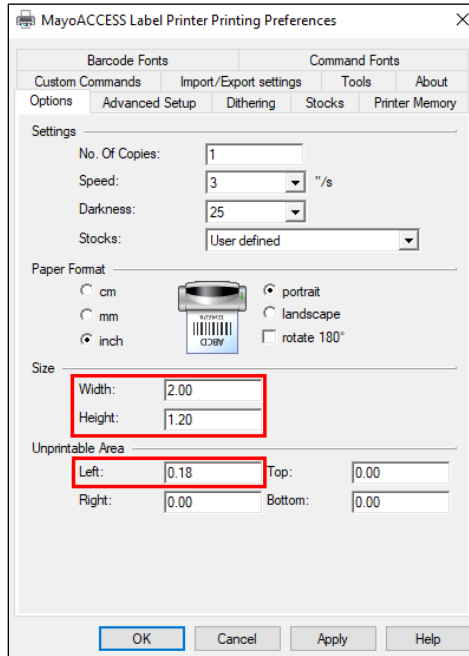 MayoACCESS Label Printer Printing Preferences
Barcode Fonts Command Fonts
Custom Commands Import/Export settings Tools About
Options Advanced Setup Dithering Stocks Printer Memory
Settings
No. Of Copies: 1
Speed: 3 "/s
Darkness: 25
Stocks: User defined
Paper Format
cm portrait
mm landscape
inch rotate 180°
ABCD
Size
Width: 2.00
Height: 1.20
Unprintable Area
Left: 0.18 Top: 0.00
Right: 0.00 Bottom: 0.00
OK Cancel Apply Help